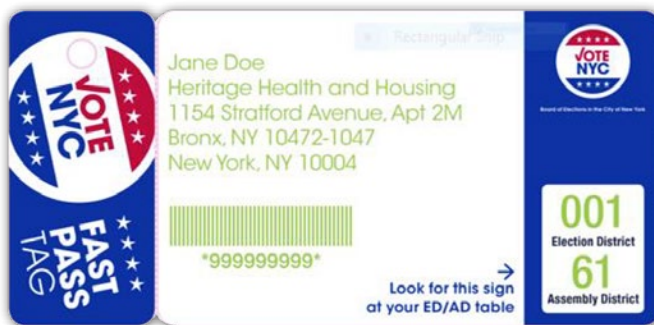 VOTE
NYC
FAST
PASS
TAG
Rectangular Snip
Jane Doe
Heritage Health and Housing
1154 Stratford Avenue, Apt 2M
Bronx, NY 10472-1047
New York, NY 10004
*999999999*
Look for this sign
at your ED/AD table
VOTE
NYC
Board of Elections in the City of New York
001
Election District
61
Assembly District